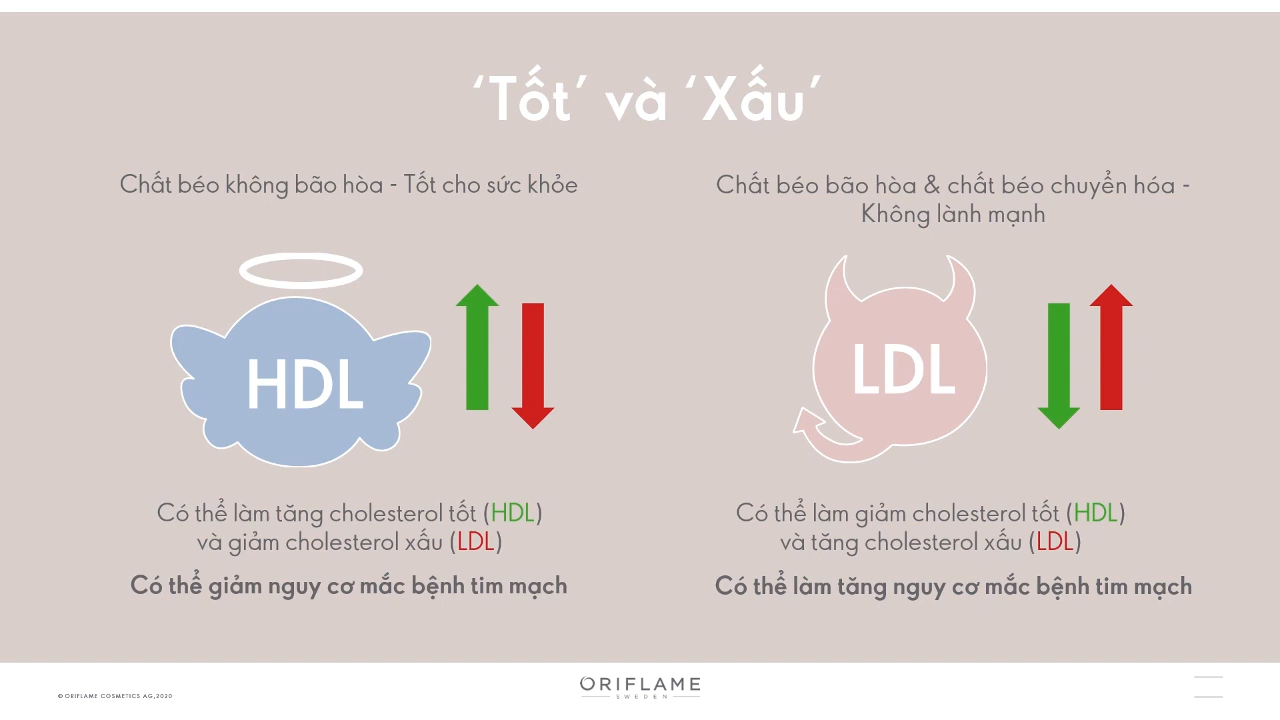 ‘Tốt’ và ‘Xấu’
Chất béo không bão hòa - Tốt cho sức khỏe
HDL
Có thể làm tăng cholesterol tốt (HDL)
và giảm cholesterol xấu (LDL)
Có thể giảm nguy cơ mắc bệnh tim mạch
Chất béo bão hòa & chất béo chuyển hóa -
Không lành mạnh
LDL
Có thể làm giảm cholesterol tốt (HDL)
và tăng cholesterol xấu (LDL)
Có thể làm tăng nguy cơ mắc bệnh tim mạch
© ORIFLAME COSMETICS AG,2020
ORIFLAME
SWEDEN